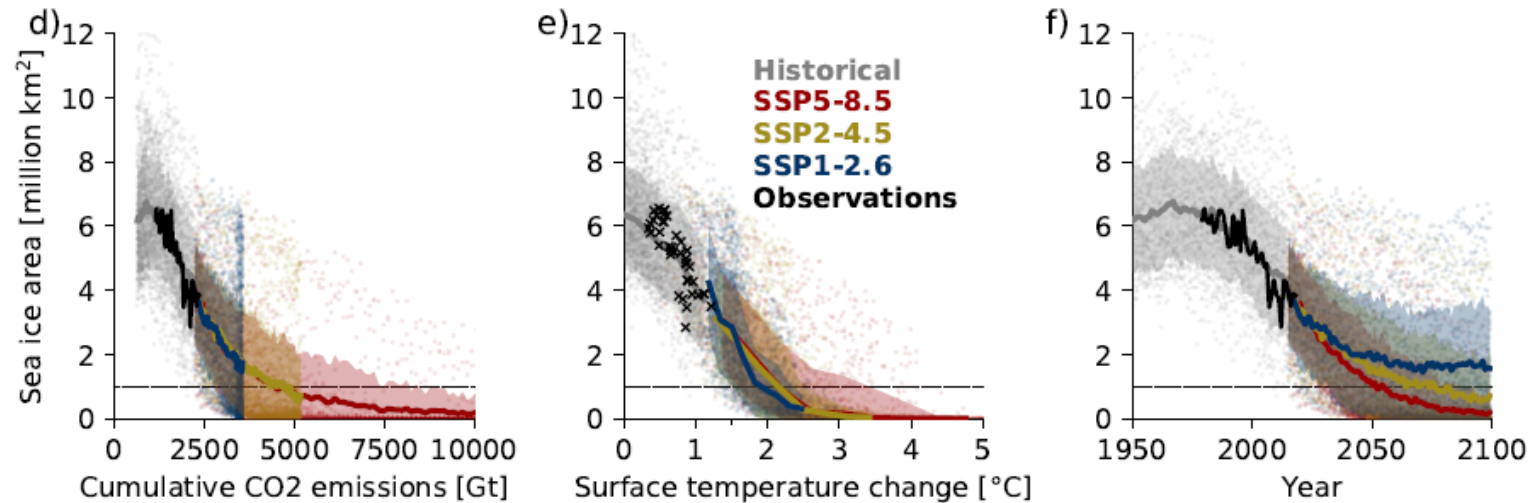 d)
e)
f)
Sea ice area [million km²]
12
10
8
6
4
2
0
0 2500 5000 7500 10000
Cumulative CO2 emissions [Gt]
12
10
8
6
4
2
0
Historical
SSP5-8.5
SSP2-4.5
SSP1-2.6
Observations
0 1 2 3 4 5
Surface temperature change [°C]
12
10
8
6
4
2
0
1950 2000 2050 2100
Year